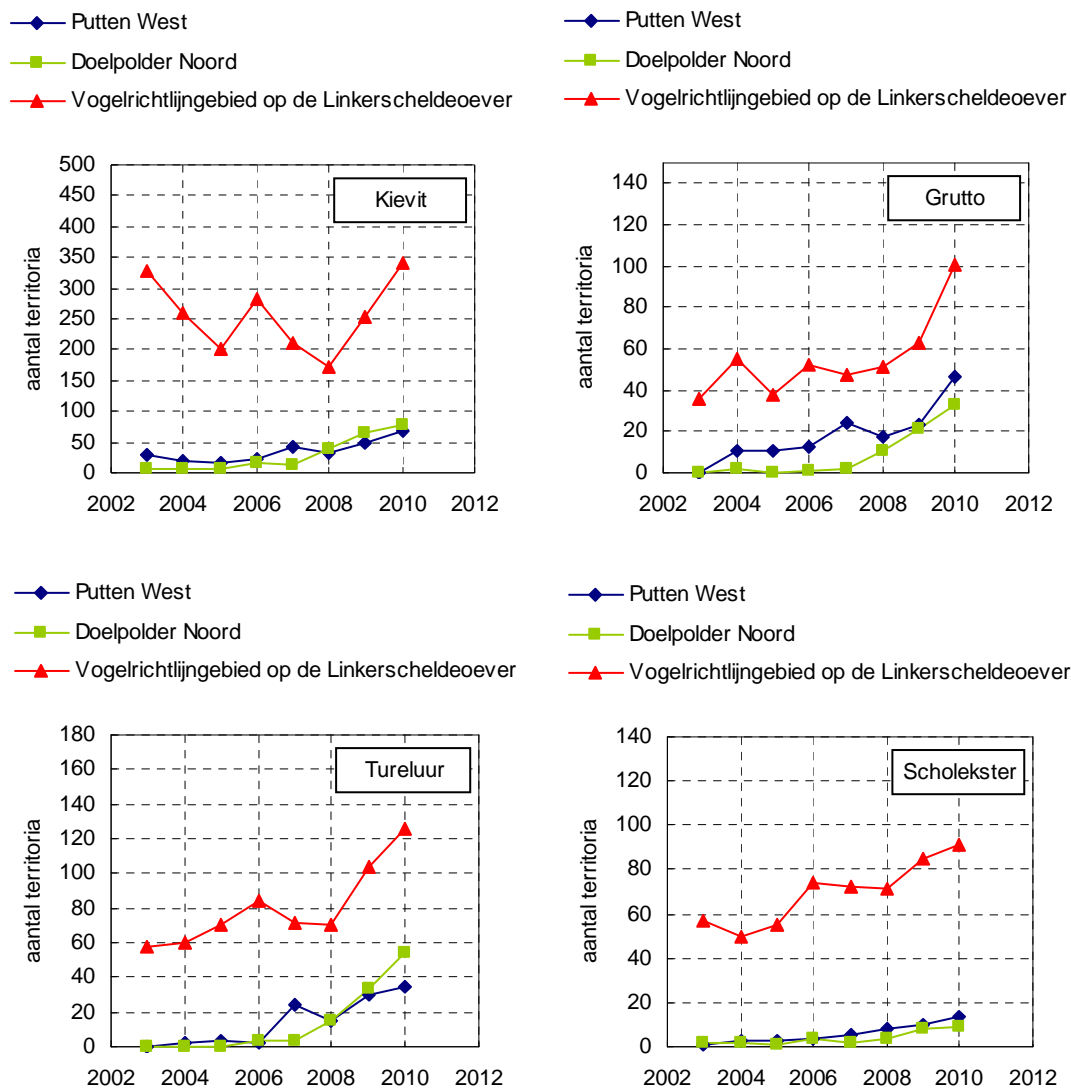 Putten West
Doelpolder Noord
Vogelrichtlijngebied op de Linkerscheldeoever
Kievit
aantal territoria
500
450
400
350
300
250
200
150
100
50
0
2002 2004 2006 2008 2010 2012
Putten West
Doelpolder Noord
Vogelrichtlijngebied op de Linkerscheldeoever
Grutto
aantal territoria
140
120
100
80
60
40
20
0
2002 2004 2006 2008 2010 2012
Putten West
Doelpolder Noord
Vogelrichtlijngebied op de Linkerscheldeoever
Tureluur
aantal territoria
180
160
140
120
100
80
60
40
20
0
2002 2004 2006 2008 2010 2012
Putten West
Doelpolder Noord
Vogelrichtlijngebied op de Linkerscheldeoever
Scholekster
aantal territoria
140
120
100
80
60
40
20
0
2002 2004 2006 2008 2010 2012